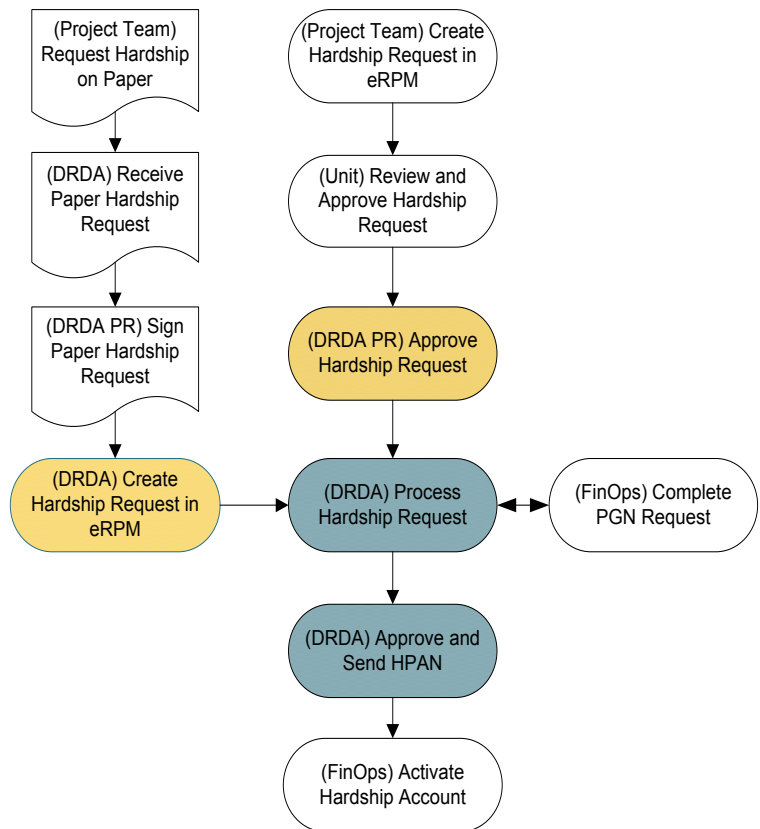 (Project Team)
Request Hardship
on Paper
(Project Team) Create
Hardship Request in
eRPM
(DRDA) Receive
Paper Hardship
Request
(Unit) Review and
Approve Hardship
Request
(DRDA PR) Sign
Paper Hardship
Request
(DRDA PR) Approve
Hardship Request
(DRDA) Create
Hardship Request in
eRPM
(DRDA) Process
Hardship Request
(FinOps) Complete
PGN Request
(DRDA) Approve and
Send HPAN
(FinOps) Activate
Hardship Account